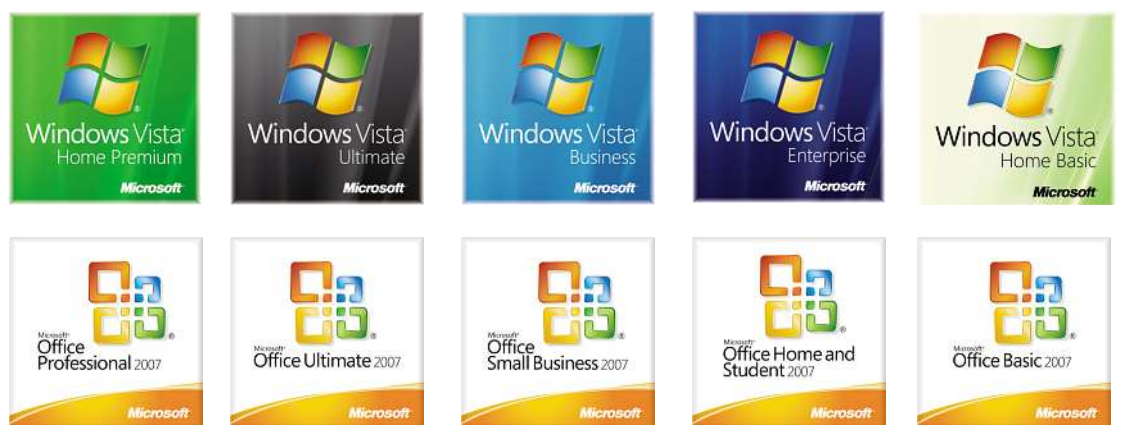 Windows Vista
Home Premium
Microsoft
Windows Vista
Ultimate
Microsoft
Windows Vista
Business
Microsoft
Windows Vista
Enterprise
Microsoft
Windows Vista
Home Basic
Microsoft
Microsoft
Office
Professional 2007
Microsoft
Microsoft
Office Ultimate 2007
Microsoft
Microsoft
Office
Small Business 2007
Microsoft
Microsoft
Office Home and
Student 2007
Microsoft
Microsoft
Office Basic 2007
Microsoft